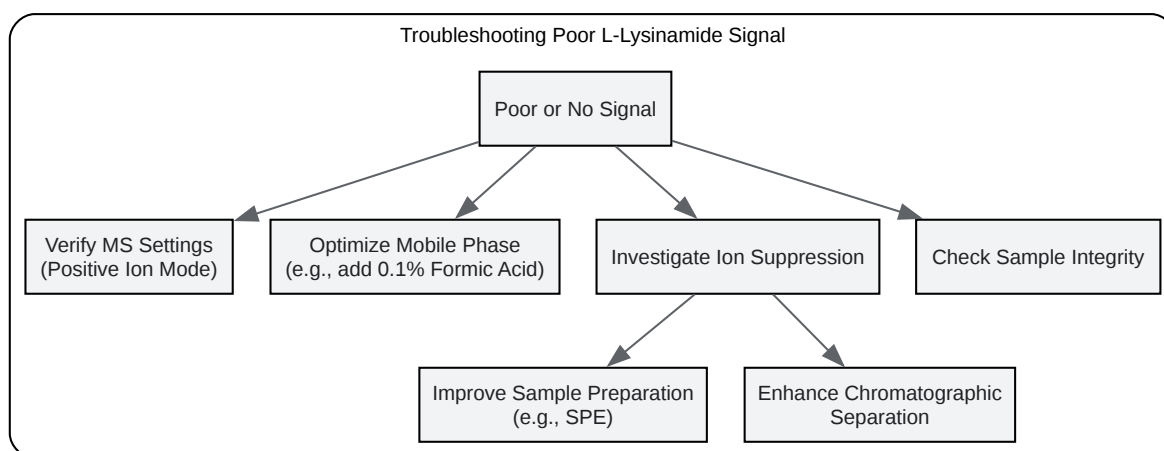 Troubleshooting Poor L-Lysinamide Signal
Poor or No Signal
Verify MS Settings
(Positive Ion Mode)
Optimize Mobile Phase
(e.g., add 0.1% Formic Acid)
Investigate Ion Suppression
Check Sample Integrity
Improve Sample Preparation
(e.g., SPE)
Enhance Chromatographic
Separation